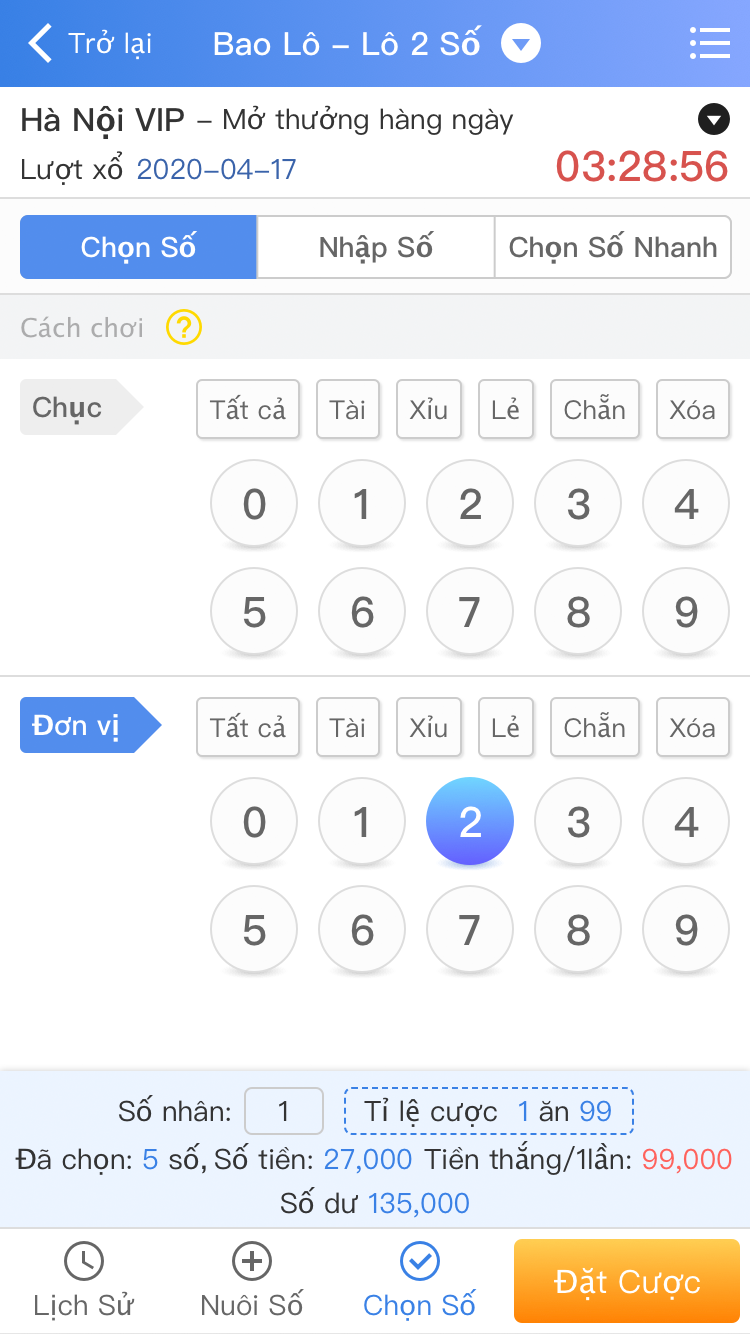 Trở lại Bao Lô – Lô 2 Số
Hà Nội VIP – Mở thưởng hàng ngày
Lượt xổ 2020–04–17 03:28:56
Chọn Số Nhập Số Chọn Số Nhanh
Cách chơi ?
Chục Tất cả Tài Xỉu Lẻ Chẵn Xóa
0 1 2 3 4
5 6 7 8 9
Đơn vị Tất cả Tài Xỉu Lẻ Chẵn Xóa
0 1 2 3 4
5 6 7 8 9
Số nhân: 1 Tỉ lệ cược 1 ăn 99
Đã chọn: 5 số, Số tiền: 27,000 Tiền thắng/1lần: 99,000
Số dư 135,000
Lịch Sử Nuôi Số Chọn Số Đặt Cược